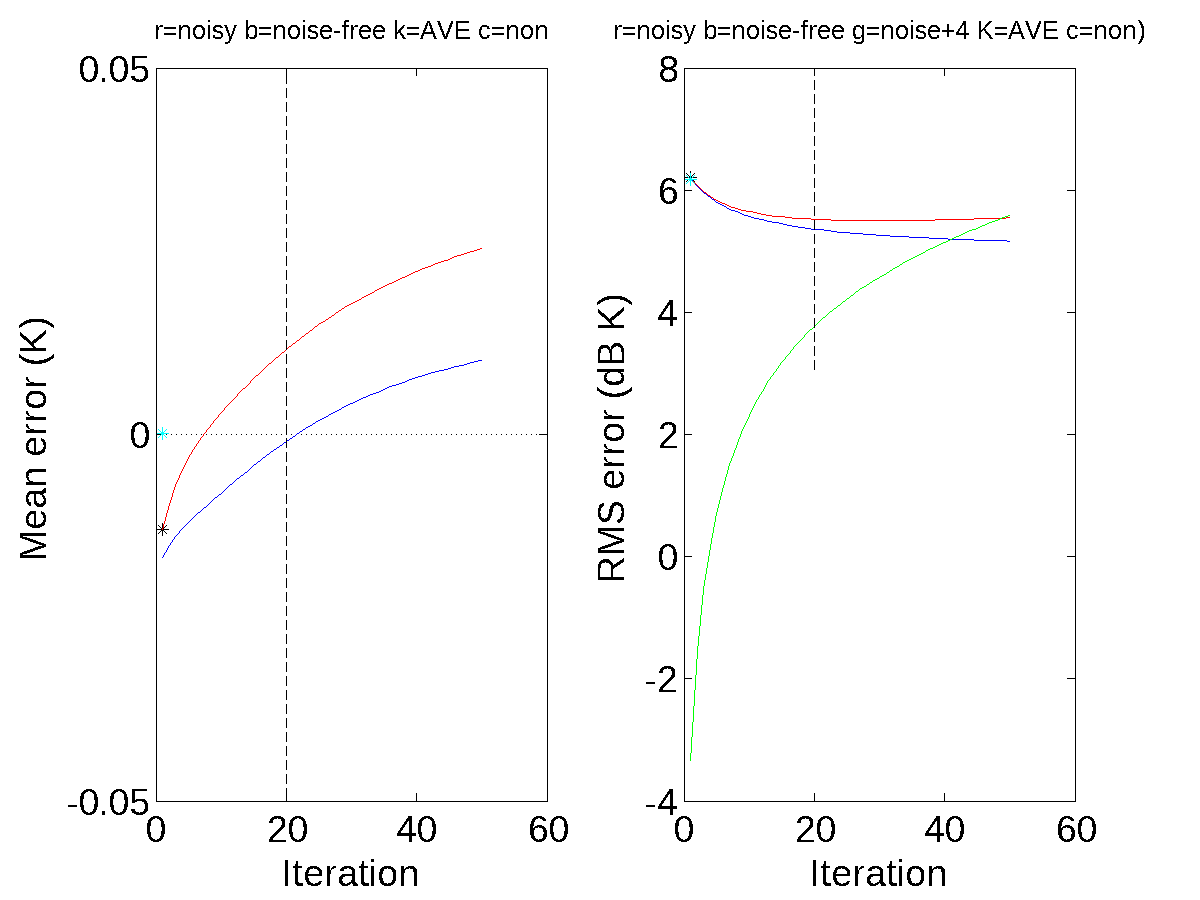 r=noisy b=noise-free k=AVE c=non
0.05
0
-0.05
Mean error (K)
0 20 40 60
Iteration
r=noisy b=noise-free g=noise+4 K=AVE c=non)
8
6
4
2
0
-2
-4
RMS error (dB K)
0 20 40 60
Iteration